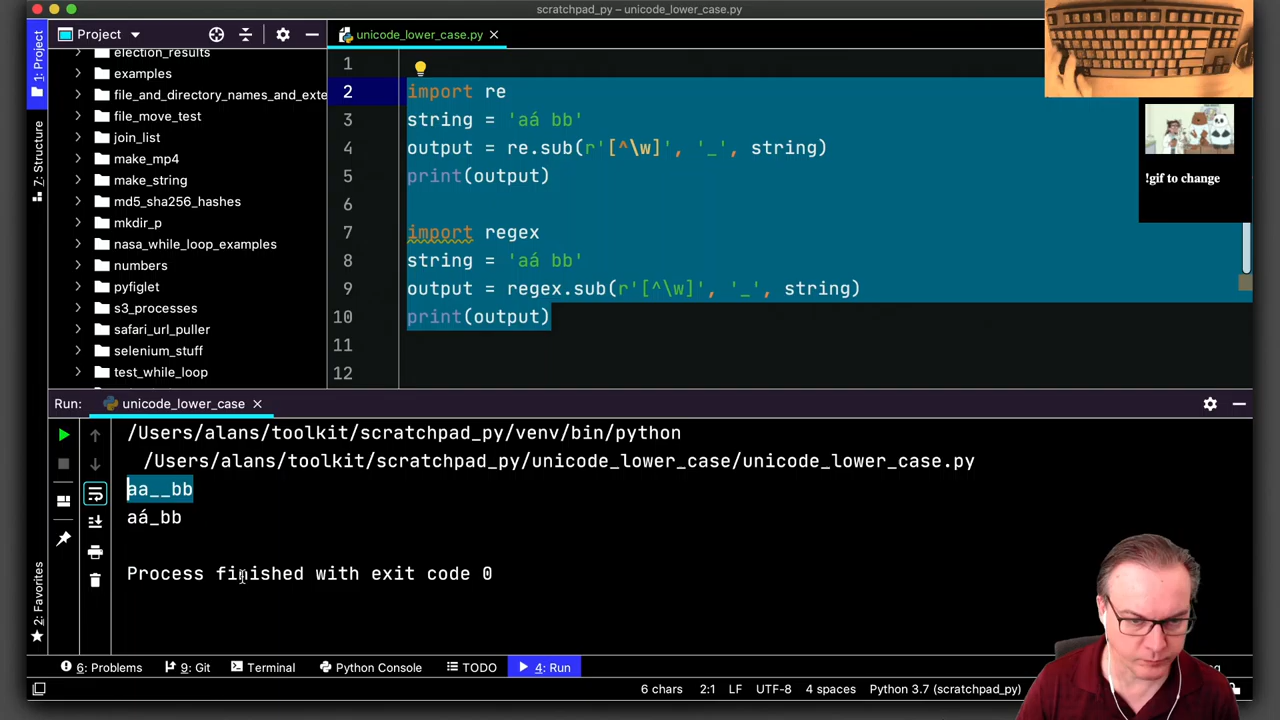 scratchpad_py – unicode_lower_case.py
1: Project
7: Structure
2: Favorites
Project
election_results
examples
file_and_directory_names_and_exte
file_move_test
join_list
make_mp4
make_string
md5_sha256_hashes
mkdir_p
nasa_while_loop_examples
numbers
pyfiglet
s3_processes
safari_url_puller
selenium_stuff
test_while_loop
unicode_lower_case.py
1
2 import re
3 string = 'aá bb'
4 output = re.sub(r'[^\w]', '_', string)
5 print(output)
6
7 import regex
8 string = 'aá bb'
9 output = regex.sub(r'[^\w]', '_', string)
10 print(output)
11
12
!gif to change
Run: unicode_lower_case
/Users/alans/toolkit/scratchpad_py/venv/bin/python
/Users/alans/toolkit/scratchpad_py/unicode_lower_case/unicode_lower_case.py
aa__bb
aá_bb
Process finished with exit code 0
6: Problems 9: Git Terminal Python Console TODO 4: Run
6 chars 2:1 LF UTF-8 4 spaces Python 3.7 (scratchpad_py)